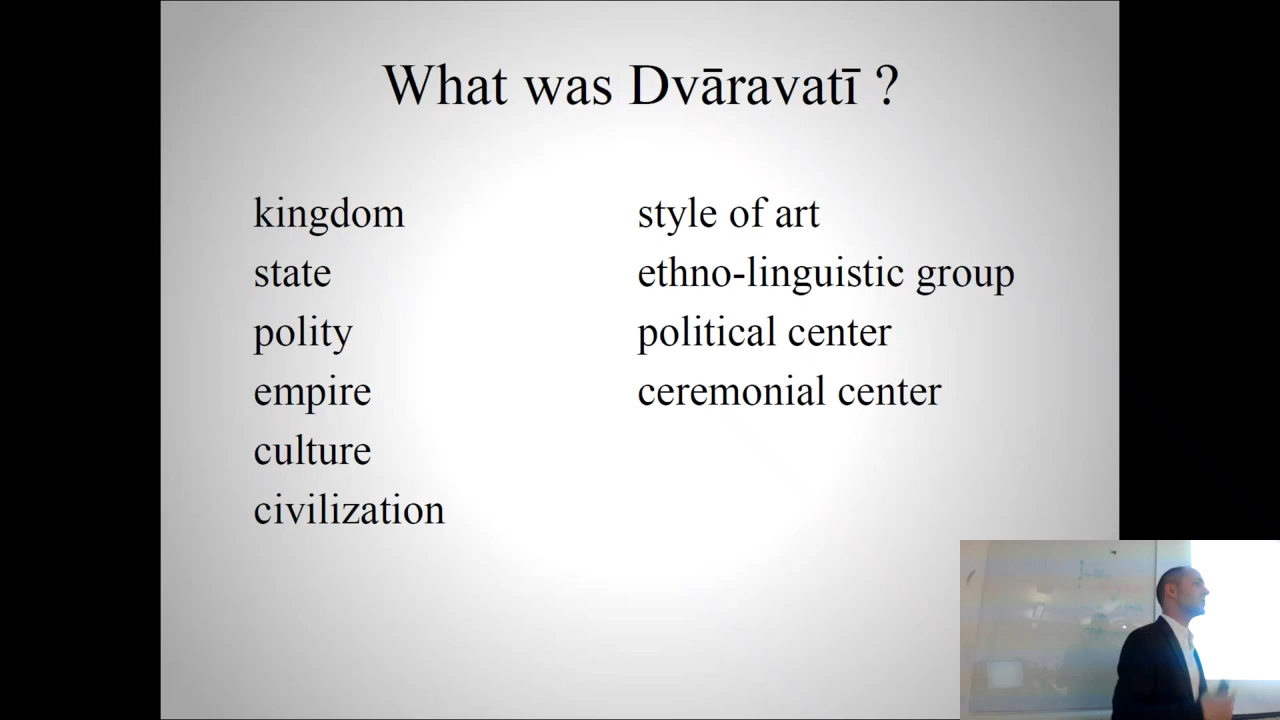 What was Dvāravatī ?
kingdom
state
polity
empire
culture
civilization
style of art
ethno-linguistic group
political center
ceremonial center